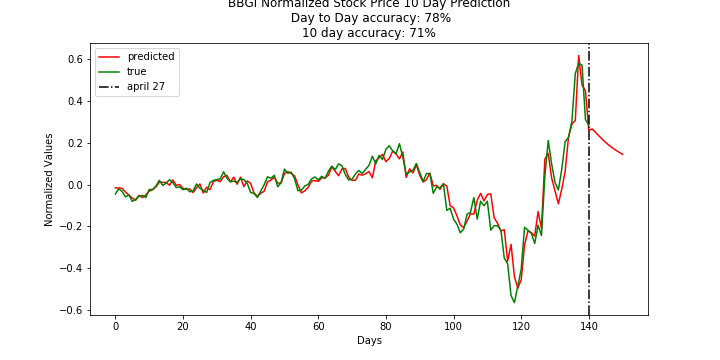 BBGI Normalized Stock Price 10 Day Prediction
Day to Day accuracy: 78%
10 day accuracy: 71%
predicted
true
april 27
Normalized Values
0.6
0.4
0.2
0.0
−0.2
−0.4
−0.6
0 20 40 60 80 100 120 140
Days